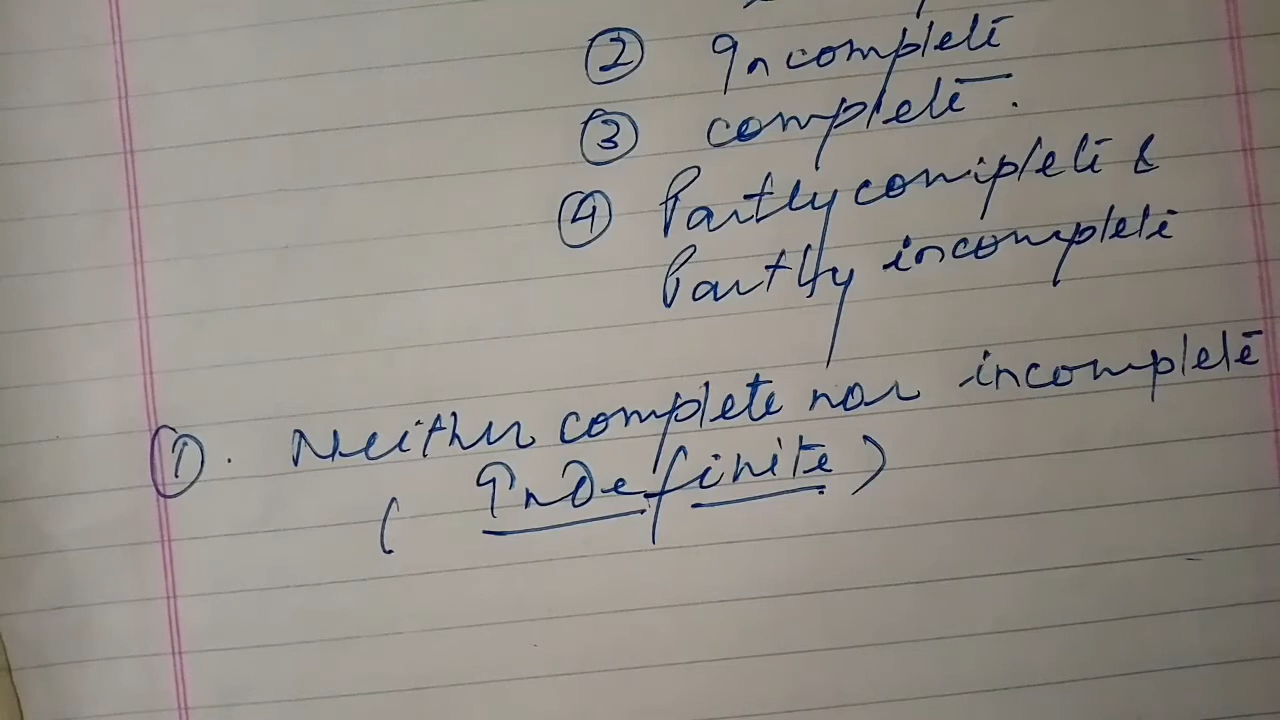 ② Incomplete
③ complete.
④ Partly complete &
Partly incomplete
①. Neither complete nor incomplete
( InDefinite )